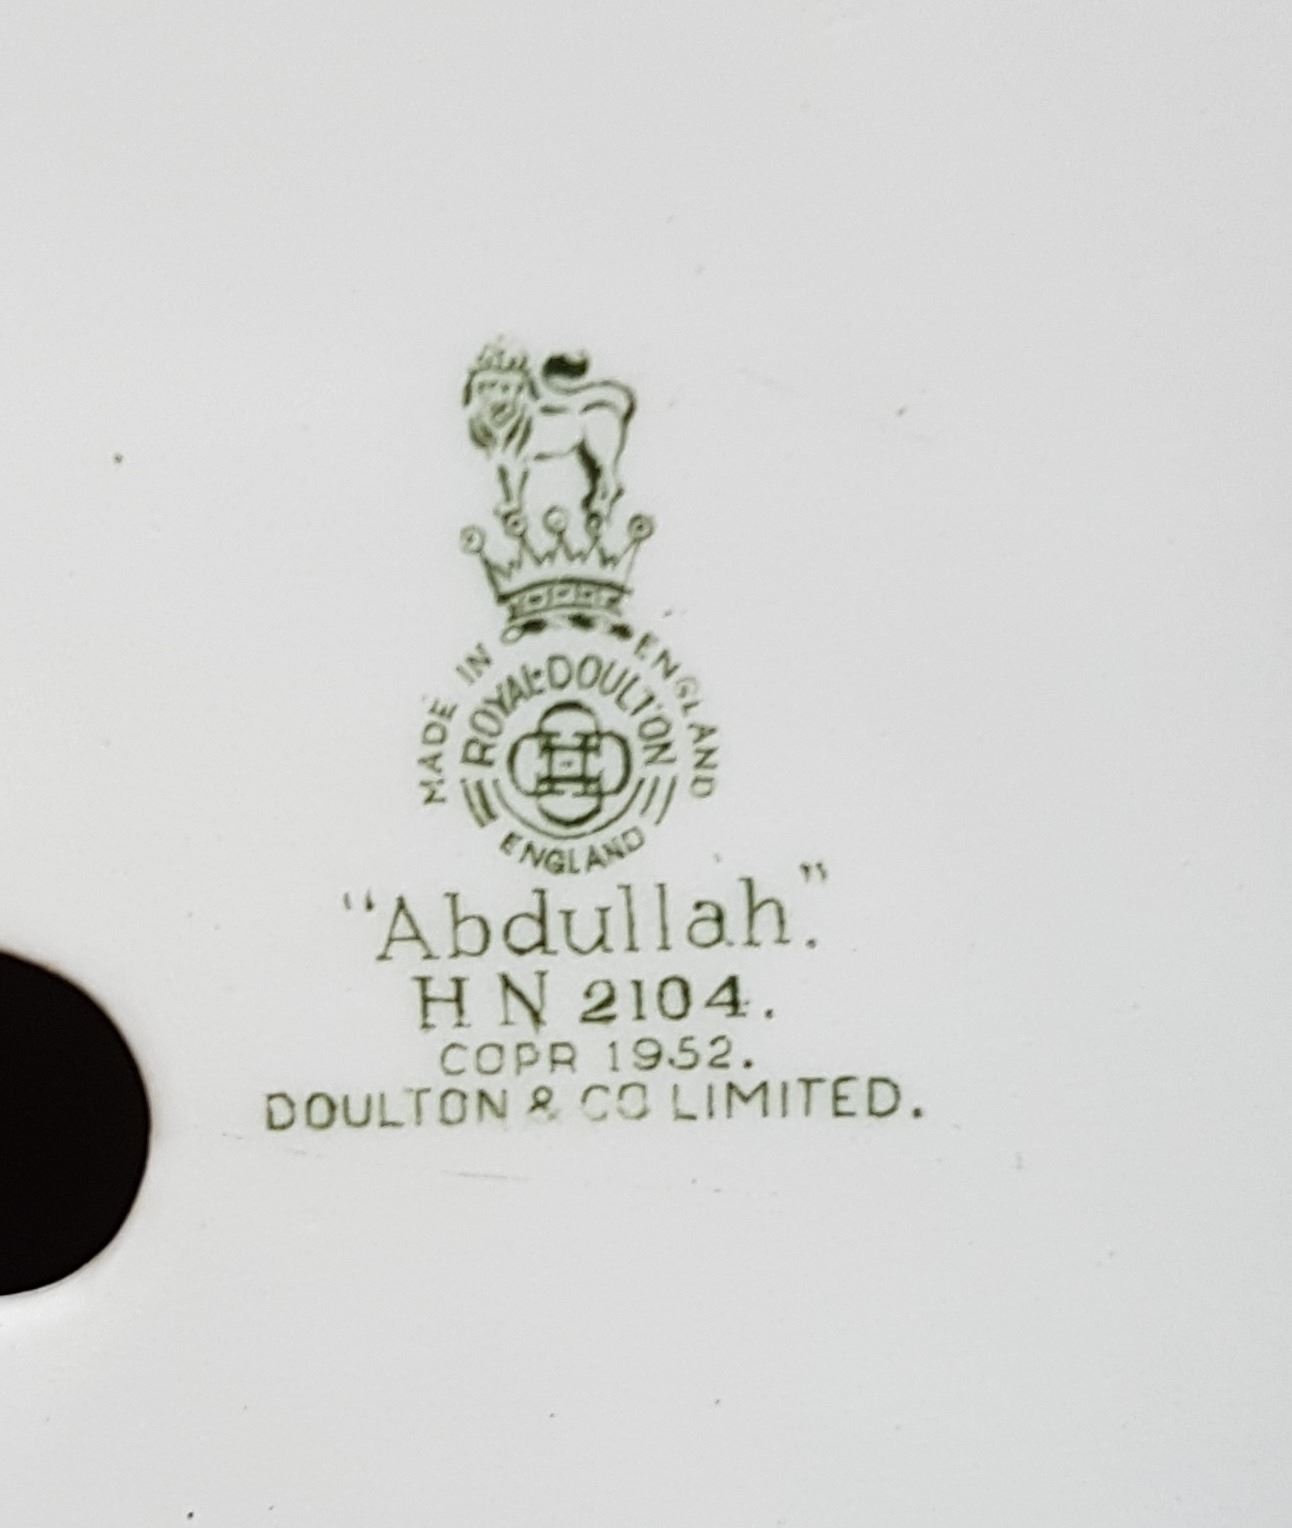 MADE IN ENGLAND
ROYAL DOULTON
ENGLAND
"Abdullah."
H N 2104.
COPR 1952.
DOULTON & CO LIMITED.